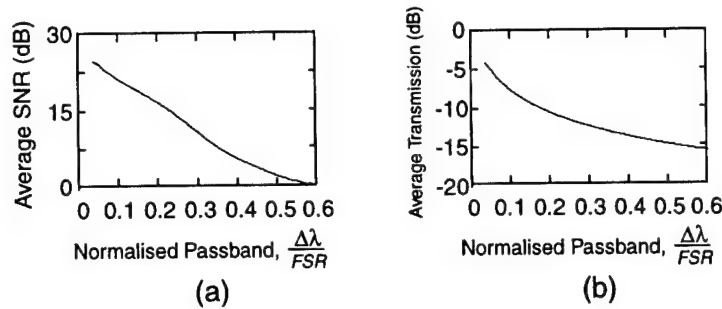 30
15
0
Average SNR (dB)
0 0.1 0.2 0.3 0.4 0.5 0.6
Normalised Passband, Δλ/FSR
(a)
0
-5
-10
-15
-20
Average Transmission (dB)
0 0.1 0.2 0.3 0.4 0.5 0.6
Normalised Passband, Δλ/FSR
(b)